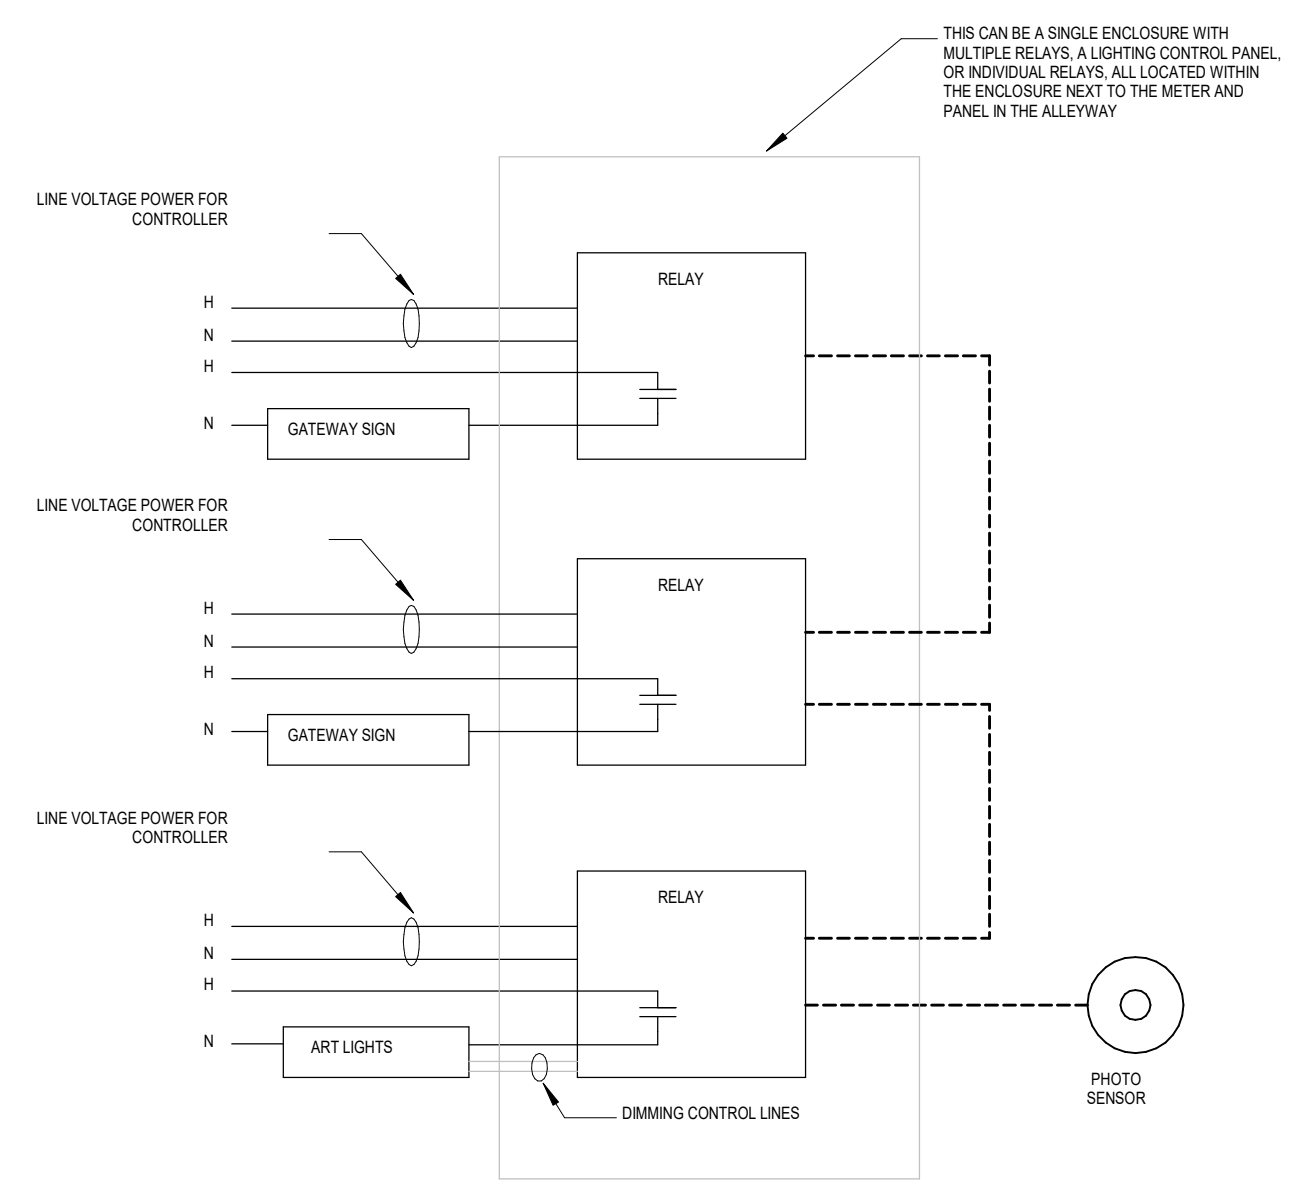 THIS CAN BE A SINGLE ENCLOSURE WITH
MULTIPLE RELAYS, A LIGHTING CONTROL PANEL,
OR INDIVIDUAL RELAYS, ALL LOCATED WITHIN
THE ENCLOSURE NEXT TO THE METER AND
PANEL IN THE ALLEYWAY
LINE VOLTAGE POWER FOR
CONTROLLER
RELAY
H
N
H
N
GATEWAY SIGN
LINE VOLTAGE POWER FOR
CONTROLLER
RELAY
H
N
H
N
GATEWAY SIGN
LINE VOLTAGE POWER FOR
CONTROLLER
RELAY
H
N
H
N
ART LIGHTS
DIMMING CONTROL LINES
PHOTO
SENSOR